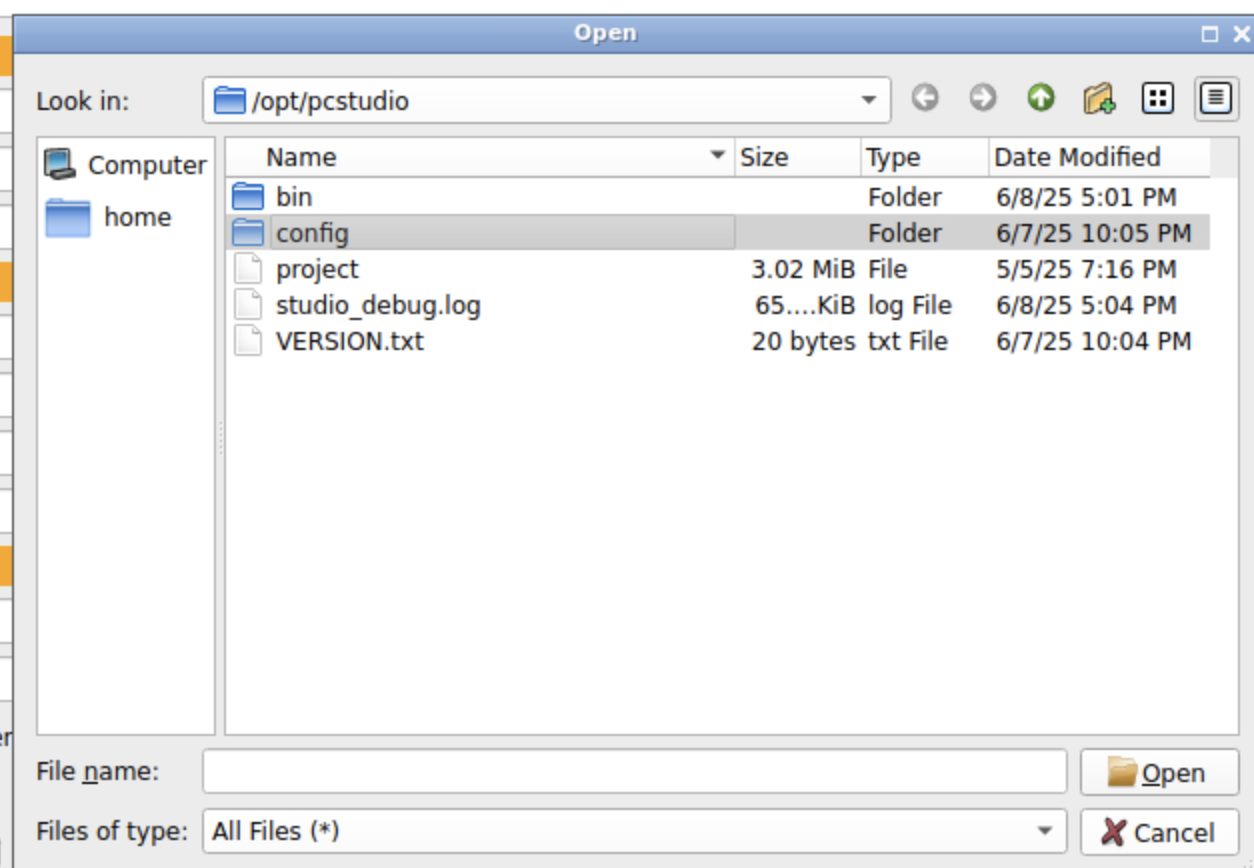 Open
Look in: /opt/pcstudio
Computer
home
Name Size Type Date Modified
bin Folder 6/8/25 5:01 PM
config Folder 6/7/25 10:05 PM
project 3.02 MiB File 5/5/25 7:16 PM
studio_debug.log 65....KiB log File 6/8/25 5:04 PM
VERSION.txt 20 bytes txt File 6/7/25 10:04 PM
er
File name: Open
Files of type: All Files (*) Cancel